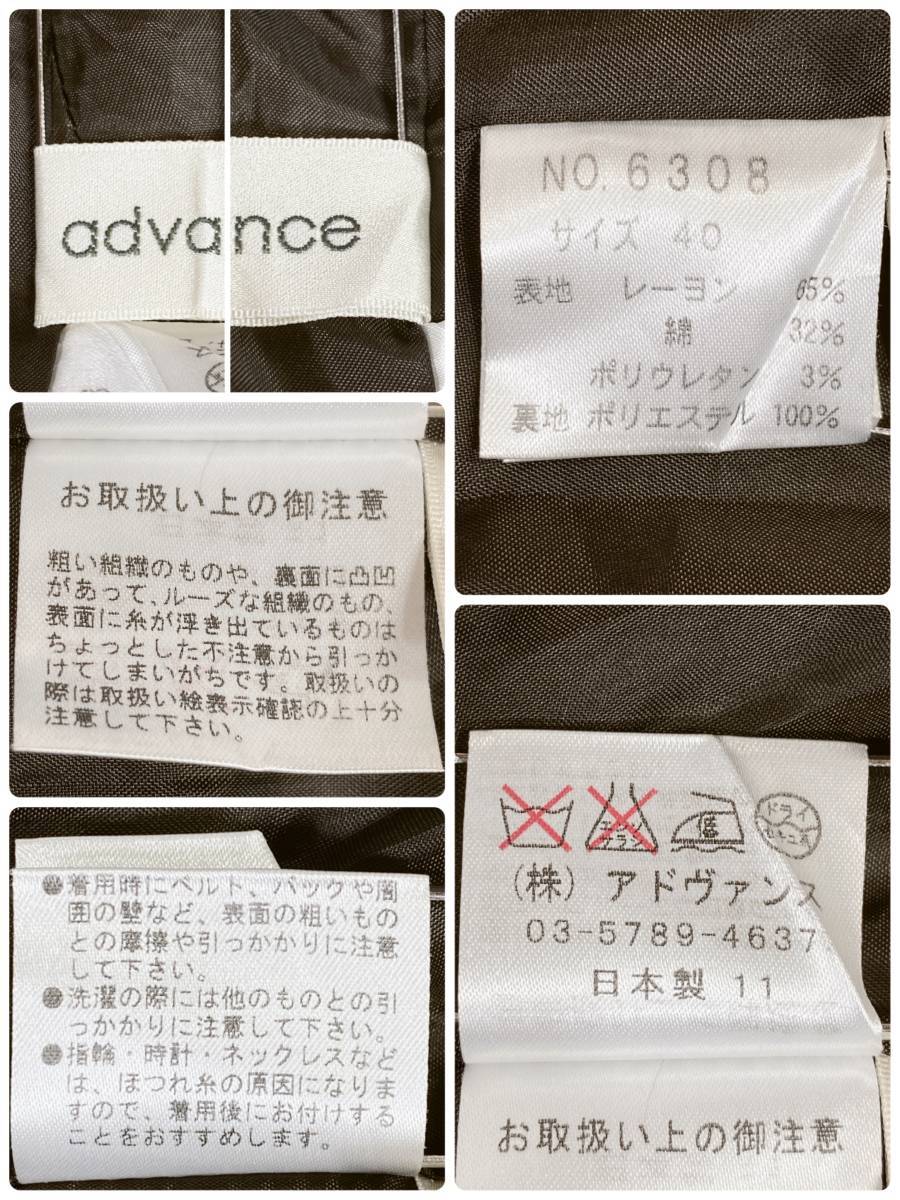 advance
NO. 6308
サイズ 40
表地 レーヨン 65%
綿 32%
ポリウレタン 3%
裏地 ポリエステル 100%
お取扱い上の御注意
粗い組織のものや、裏面に凸凹
があって、ルーズな組織のもの、
表面に糸が浮き出ているものは
ちょっとした不注意から引っか
けてしまいがちです。取扱いの
際は取扱い絵表示確認の上十分
注意して下さい。
●着用時にベルト、バックや周
囲の壁など、表面の粗いもの
との摩擦や引っかかりに注意
して下さい。
●洗濯の際には他のものとの引
っかかりに注意して下さい。
●指輪・時計・ネックレスなど
は、ほつれ糸の原因になりま
すので、着用後にお付けする
ことをおすすめします。
エンソ
サラシ
低
ドライ
(株) アドヴァンス
03-5789-4637
日本製 11
お取扱い上の御注意